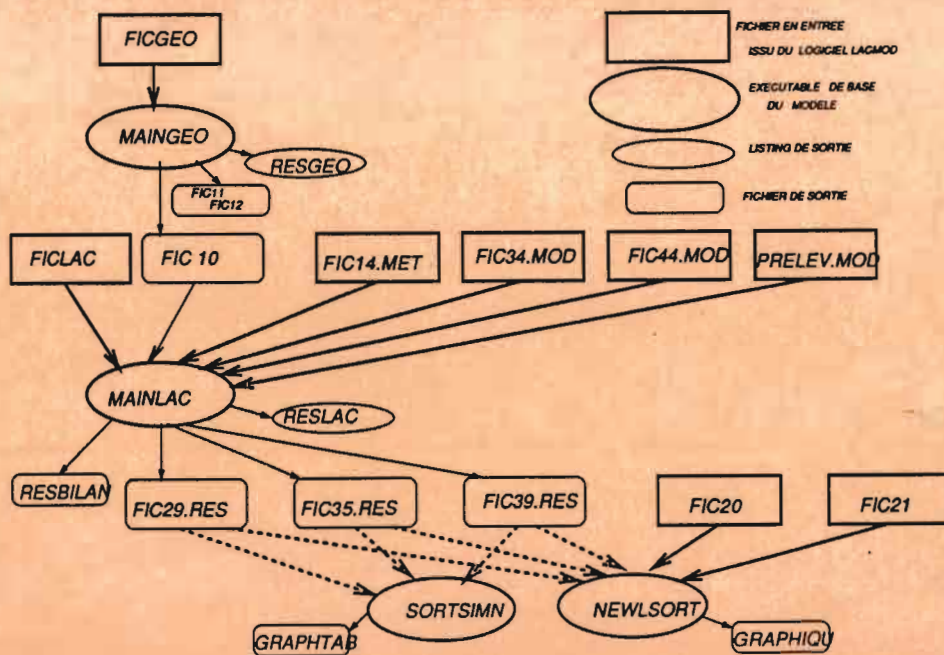 FICGEO
FICHIER EN ENTREE
ISSU DU LOGICIEL LACMOD
EXECUTABLE DE BASE
DU MODELE
MAINGEO
RESGEO
LISTING DE SORTIE
FIC11
FIC12
FICHIER DE SORTIE
FICLAC
FIC 10
FIC14.MET
FIC34.MOD
FIC44.MOD
PRELEV.MOD
MAINLAC
RESLAC
RESBILAN
FIC29.RES
FIC35.RES
FIC39.RES
FIC20
FIC21
SORTSIMN
NEWLSORT
GRAPHTAB
GRAPHIQU